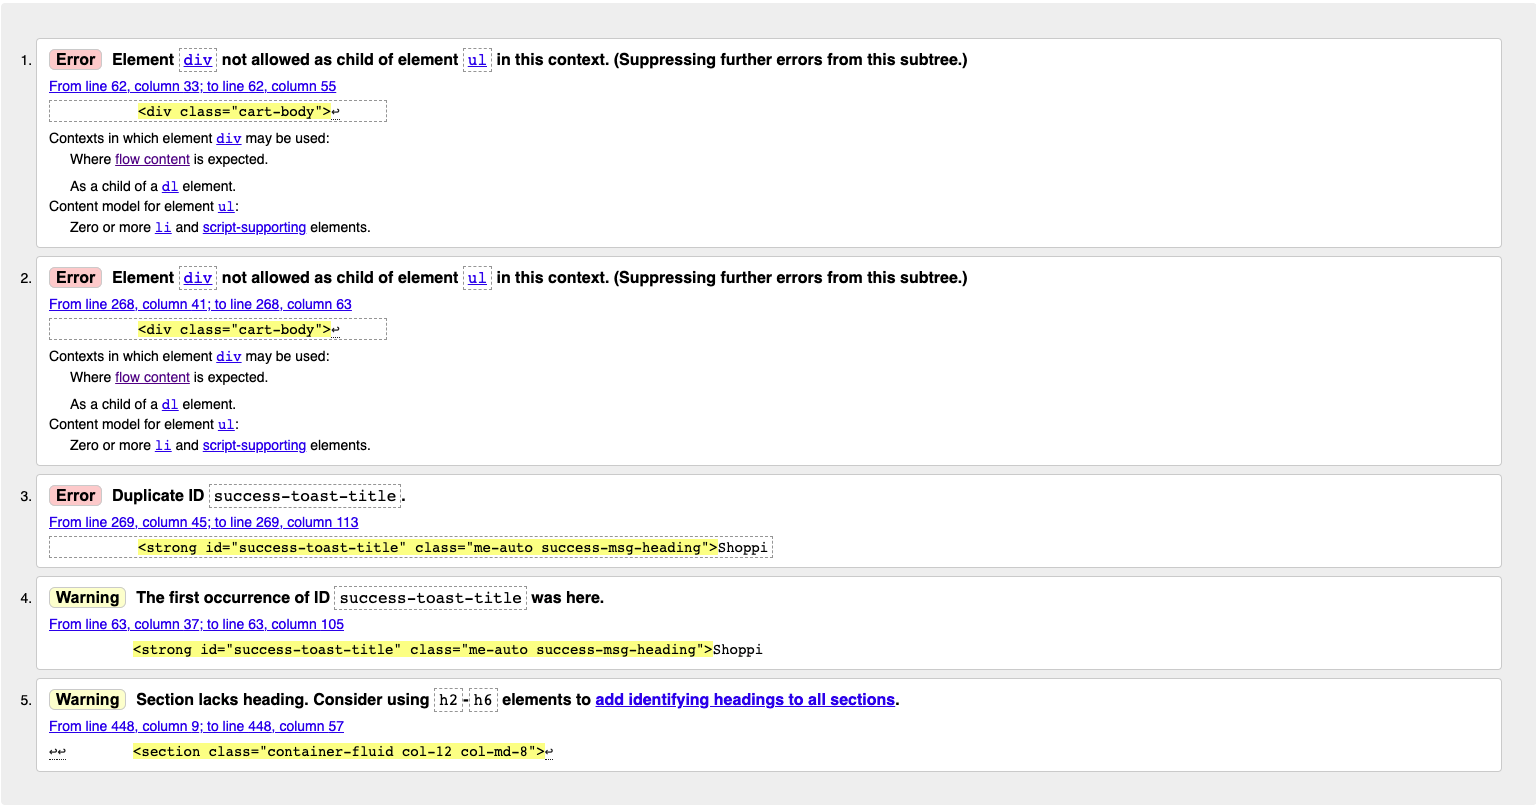 1. Error Element div not allowed as child of element ul in this context. (Suppressing further errors from this subtree.)
From line 62, column 33; to line 62, column 55
<div class="cart-body">↩
Contexts in which element div may be used:
Where flow content is expected.
As a child of a dl element.
Content model for element ul:
Zero or more li and script-supporting elements.
2. Error Element div not allowed as child of element ul in this context. (Suppressing further errors from this subtree.)
From line 268, column 41; to line 268, column 63
<div class="cart-body">↩
Contexts in which element div may be used:
Where flow content is expected.
As a child of a dl element.
Content model for element ul:
Zero or more li and script-supporting elements.
3. Error Duplicate ID success-toast-title.
From line 269, column 45; to line 269, column 113
<strong id="success-toast-title" class="me-auto success-msg-heading">Shoppi
4. Warning The first occurrence of ID success-toast-title was here.
From line 63, column 37; to line 63, column 105
<strong id="success-toast-title" class="me-auto success-msg-heading">Shoppi
5. Warning Section lacks heading. Consider using h2-h6 elements to add identifying headings to all sections.
From line 448, column 9; to line 448, column 57
↩↩ <section class="container-fluid col-12 col-md-8">↩